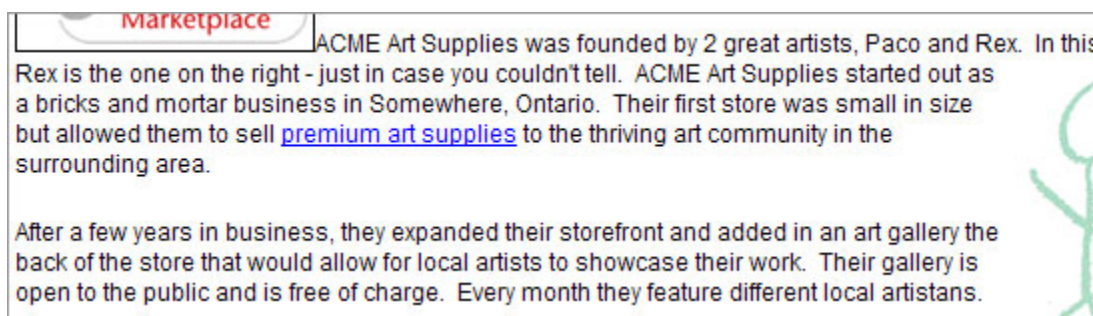 Marketplace
ACME Art Supplies was founded by 2 great artists, Paco and Rex.  In this
Rex is the one on the right - just in case you couldn't tell.  ACME Art Supplies started out as
a bricks and mortar business in Somewhere, Ontario.  Their first store was small in size
but allowed them to sell premium art supplies to the thriving art community in the
surrounding area.
After a few years in business, they expanded their storefront and added in an art gallery the
back of the store that would allow for local artists to showcase their work.  Their gallery is
open to the public and is free of charge.  Every month they feature different local artistans.